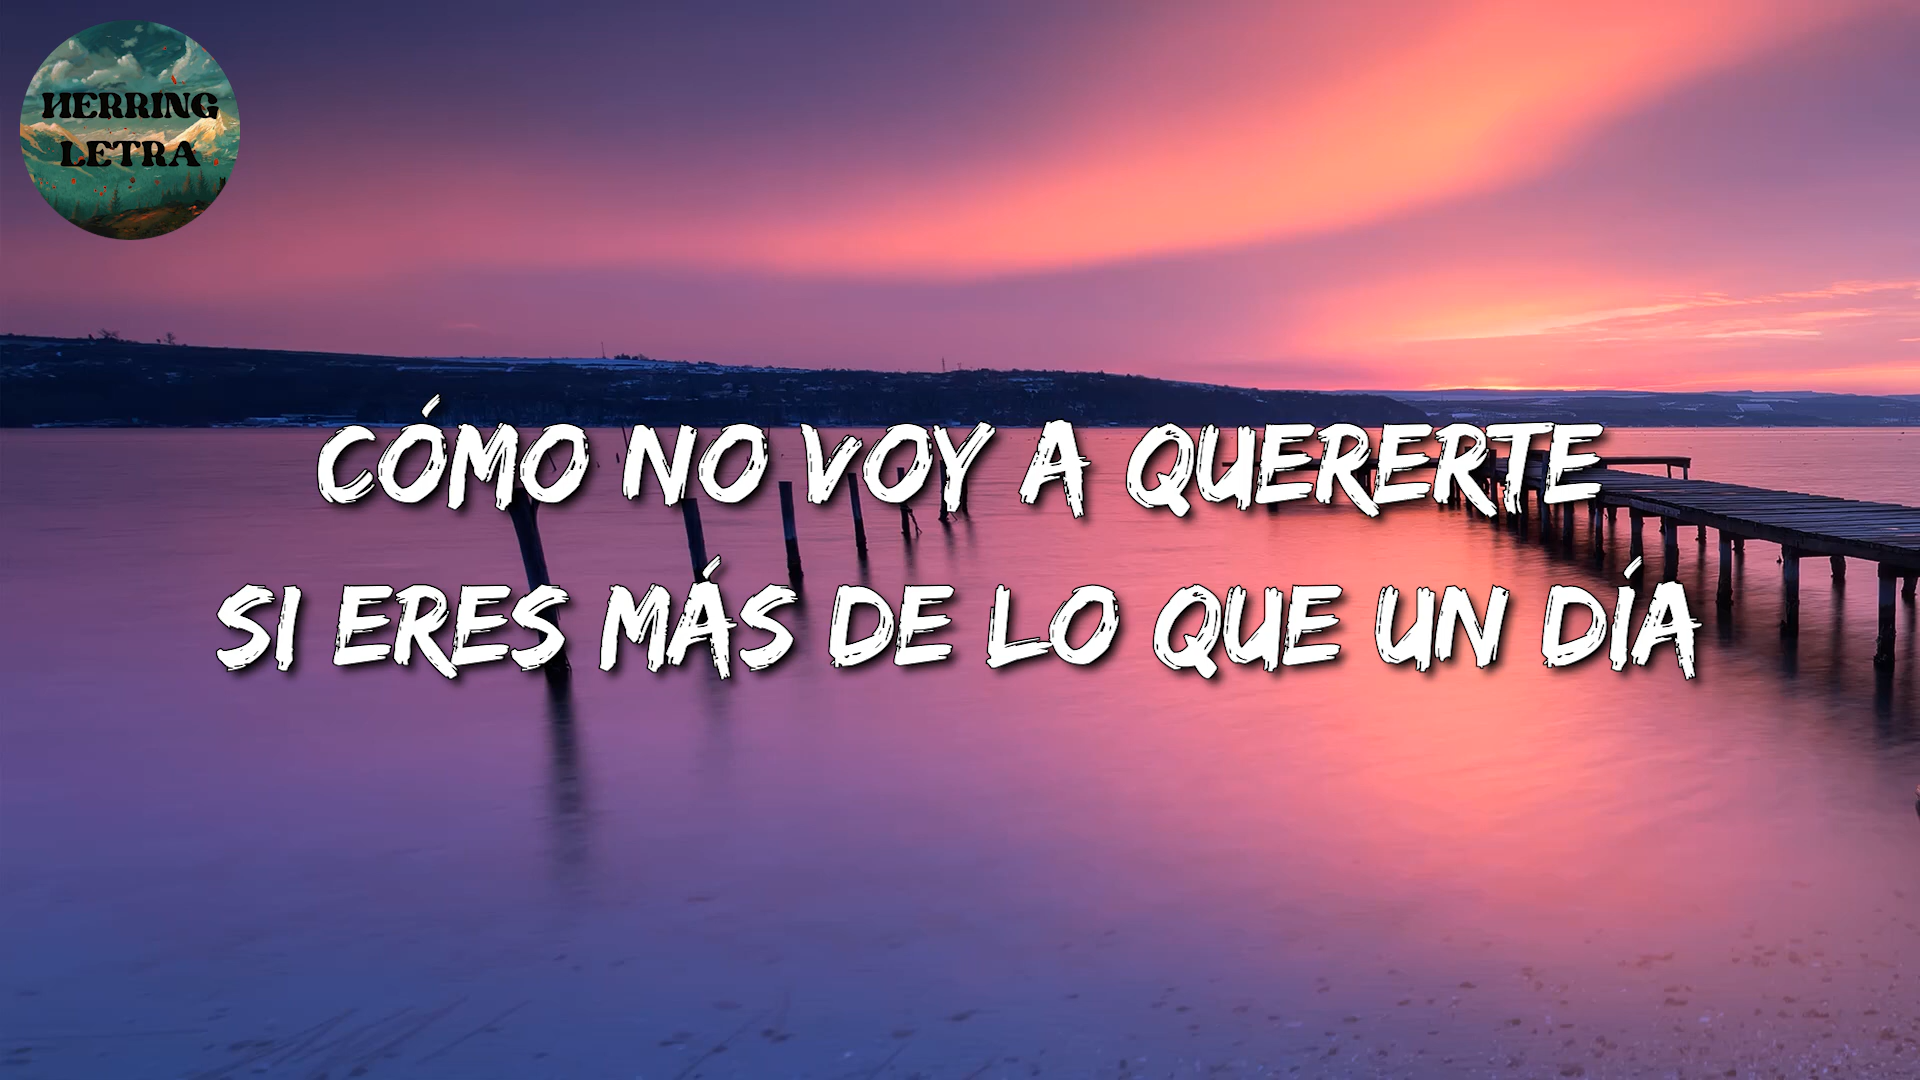 HERRING
LETRA
CÓMO NO VOY A QUERERTE
SI ERES MÁS DE LO QUE UN DÍA